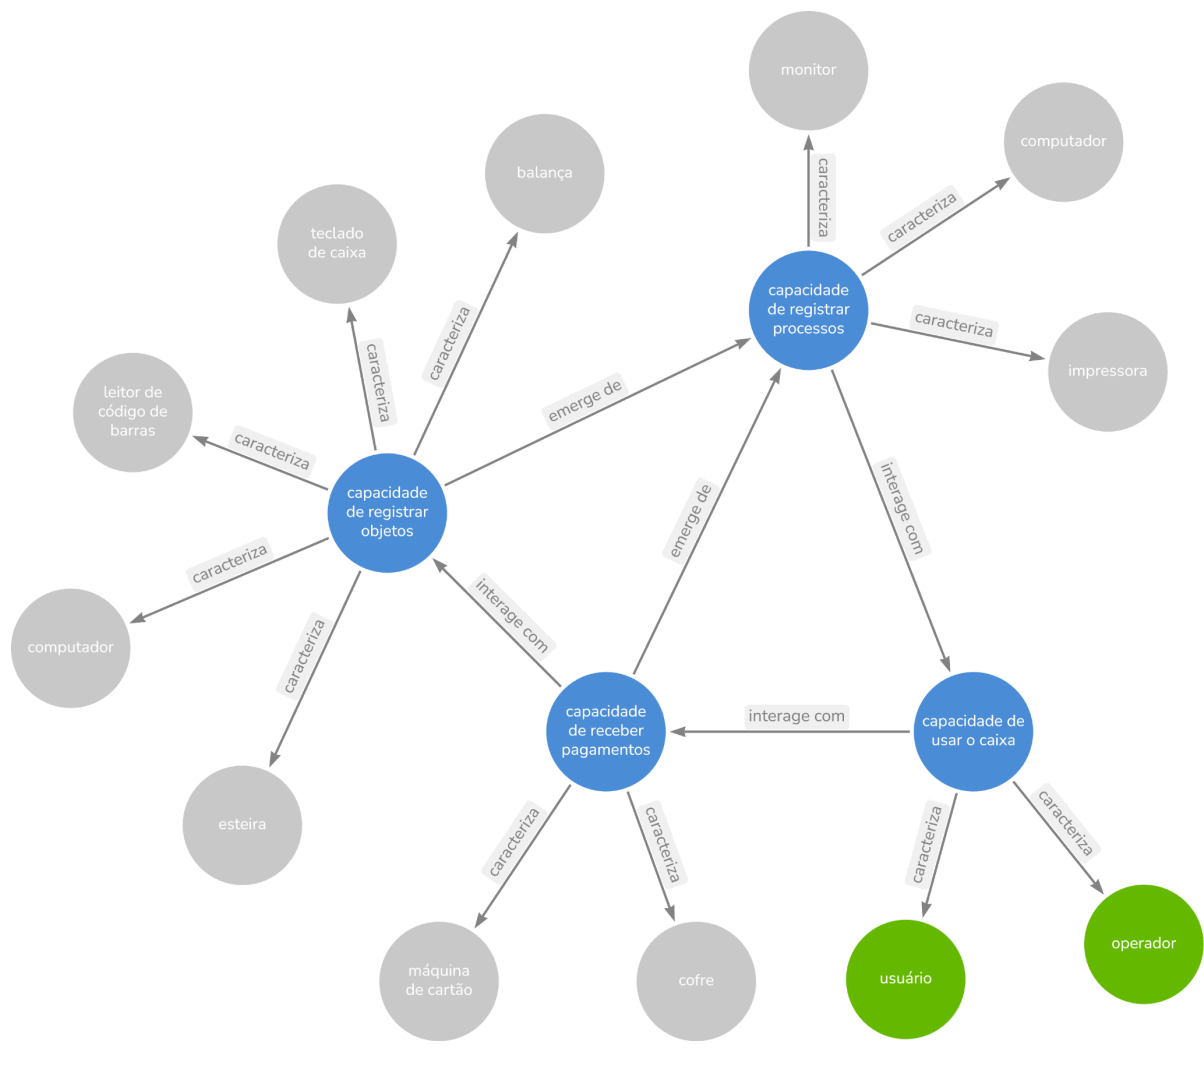 monitor
computador
balança
caracteriza
caracteriza
teclado
de caixa
capacidade
de registrar
processos
caracteriza
impressora
caracteriza
caracteriza
emerge de
leitor de
código de
barras
caracteriza
capacidade
de registrar
objetos
emerge de
interage com
caracteriza
computador
caracteriza
interage com
capacidade
de receber
pagamentos
interage com
capacidade de
usar o caixa
esteira
caracteriza
caracteriza
caracteriza
caracteriza
máquina
de cartão
cofre
usuário
operador